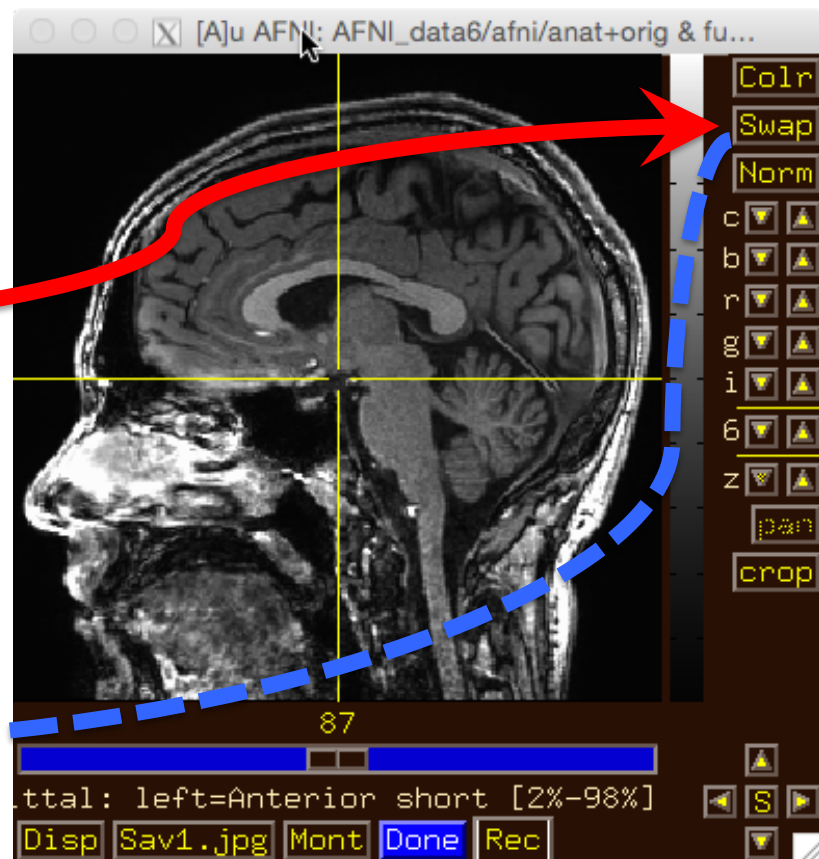 [A]u AFNI: AFNI_data6/afni/anat+orig & fu...
Colr
Swap
Norm
c
b
r
g
i
6
z
pan
crop
87
ittal: left=Anterior short [2%-98%]
S
Disp Sav1.jpg Mont Done Rec